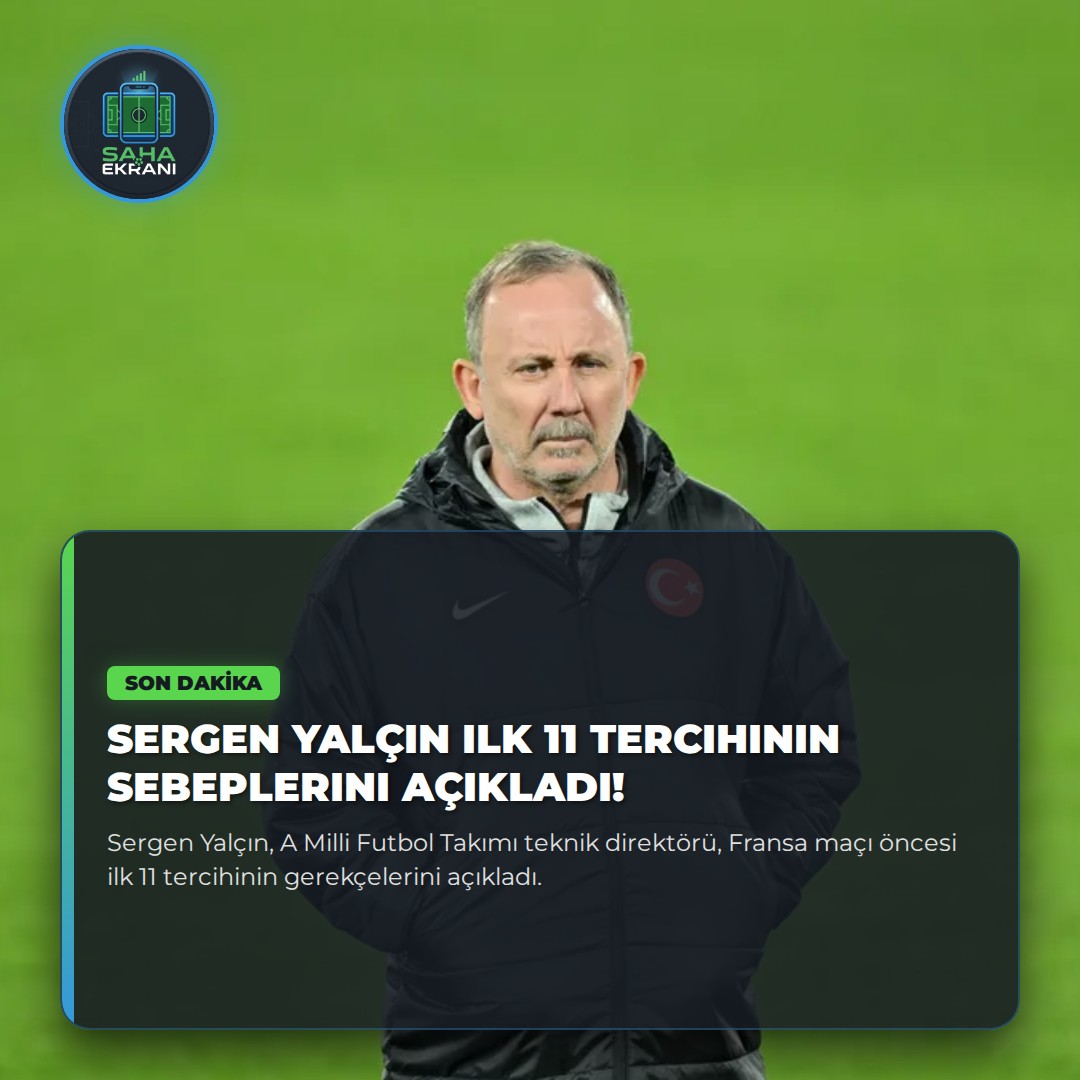 SAHA
EKRANI
SON DAKİKA
SERGEN YALÇIN ILK 11 TERCIHININ
SEBEPLERINI AÇIKLADI!
Sergen Yalçın, A Milli Futbol Takımı teknik direktörü, Fransa maçı öncesi
ilk 11 tercihinin gerekçelerini açıkladı.